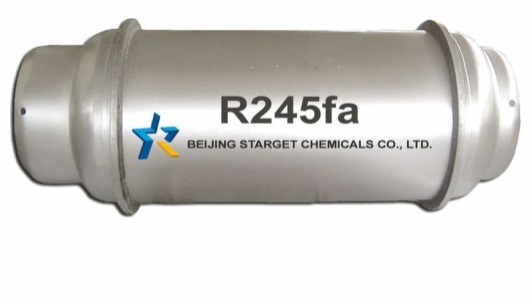 R245fa
BEIJING STARGET CHEMICALS CO., LTD.